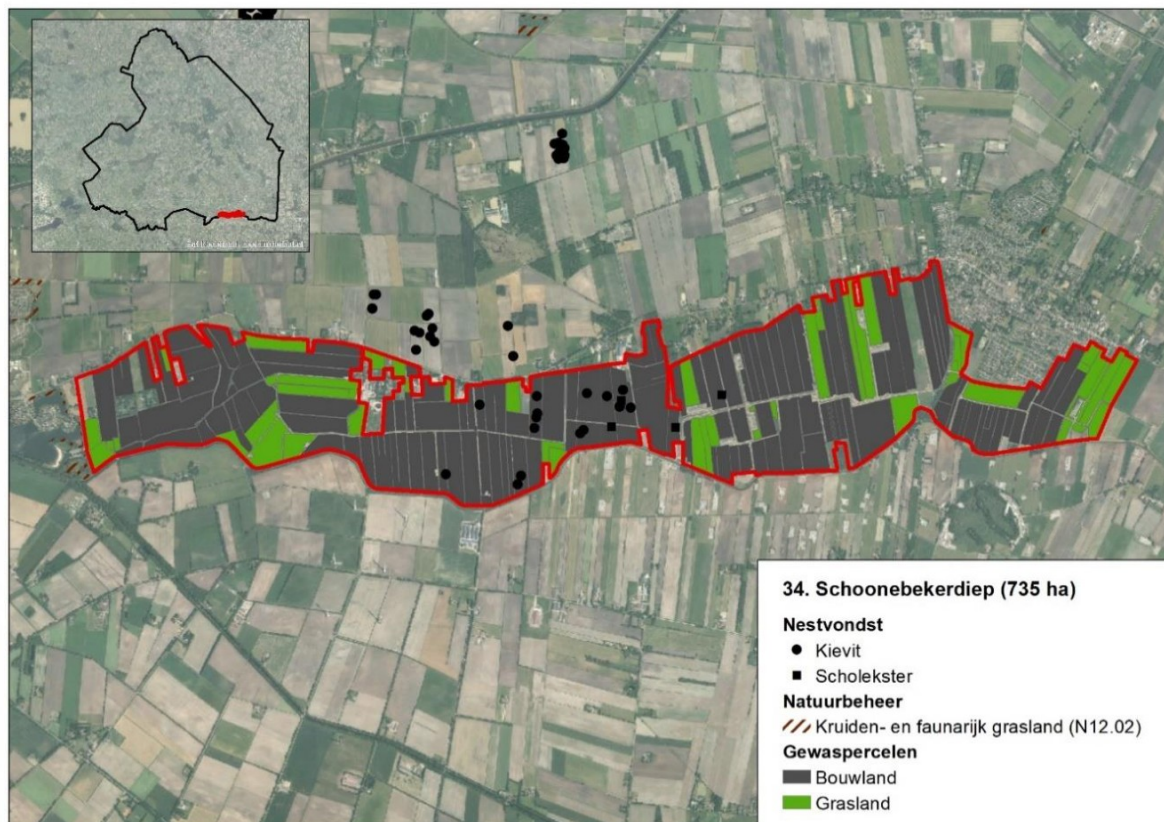 34. Schoonebekerdiep (735 ha)
Nestvondst
Kievit
Scholekster
Natuurbeheer
Kruiden- en faunarijk grasland (N12.02)
Gewaspercelen
Bouwland
Grasland